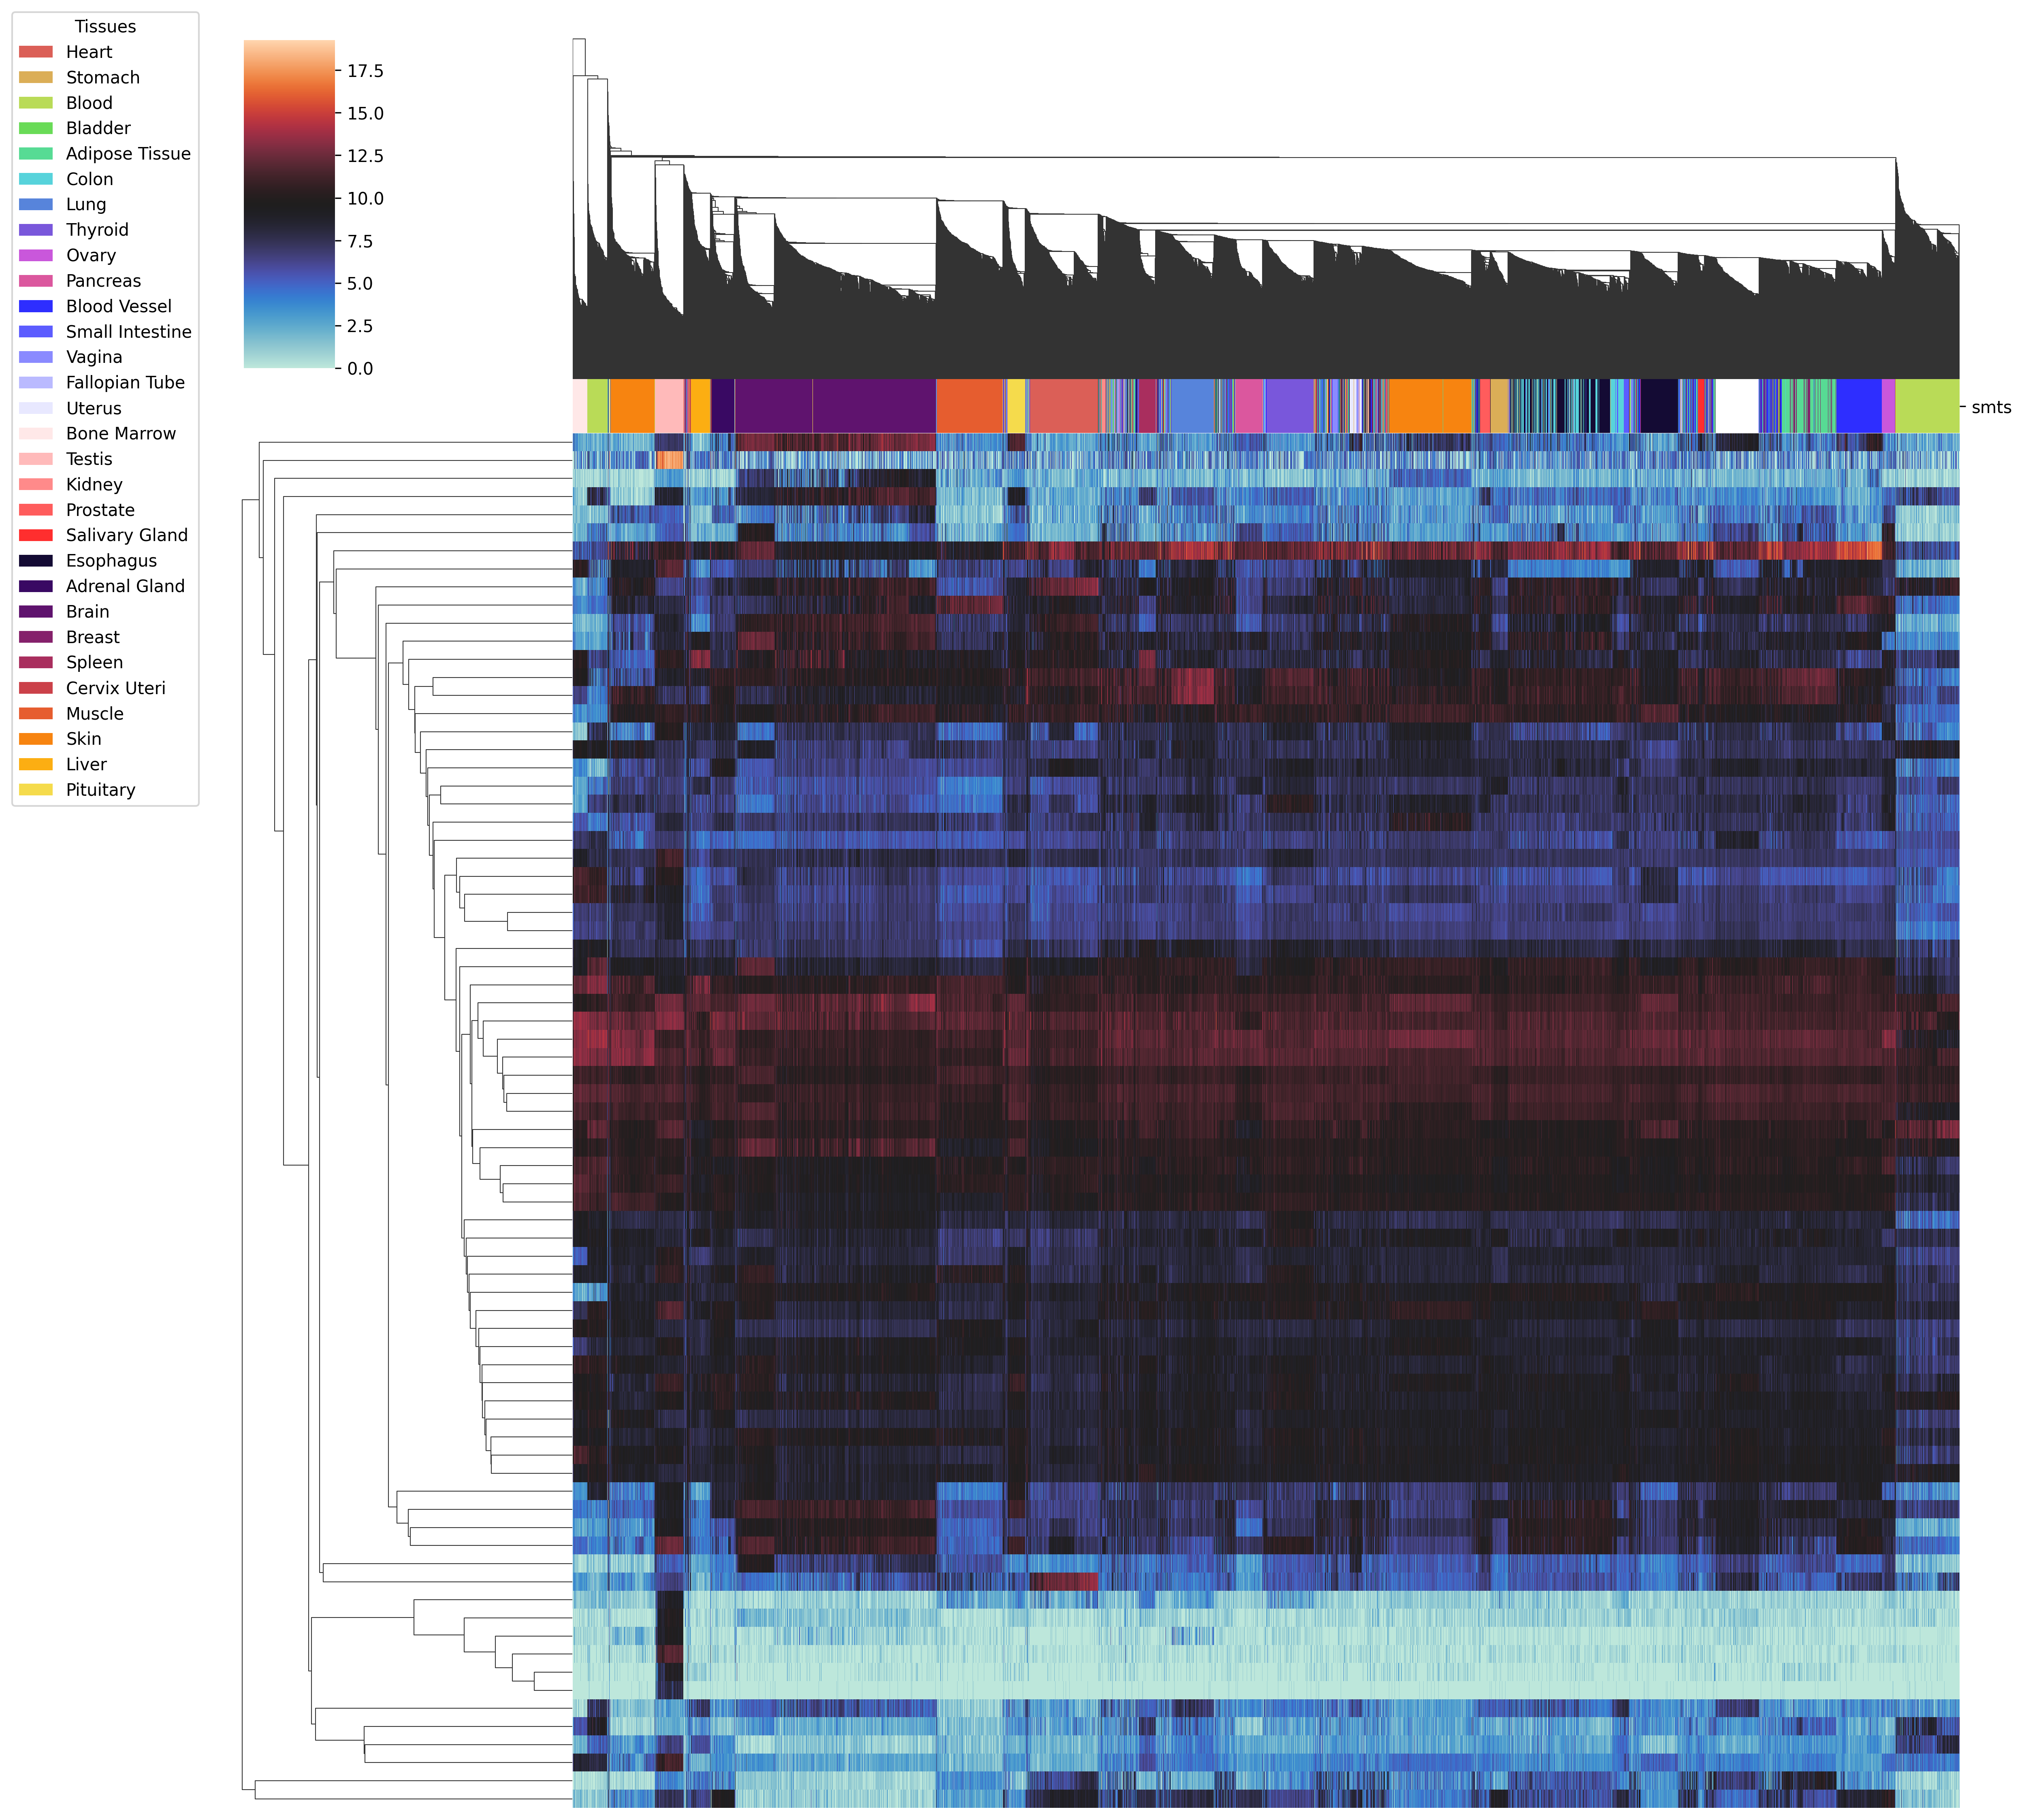 Tissues
Heart
Stomach
Blood
Bladder
Adipose Tissue
Colon
Lung
Thyroid
Ovary
Pancreas
Blood Vessel
Small Intestine
Vagina
Fallopian Tube
Uterus
Bone Marrow
Testis
Kidney
Prostate
Salivary Gland
Esophagus
Adrenal Gland
Brain
Breast
Spleen
Cervix Uteri
Muscle
Skin
Liver
Pituitary
17.5
15.0
12.5
10.0
7.5
5.0
2.5
0.0
smts